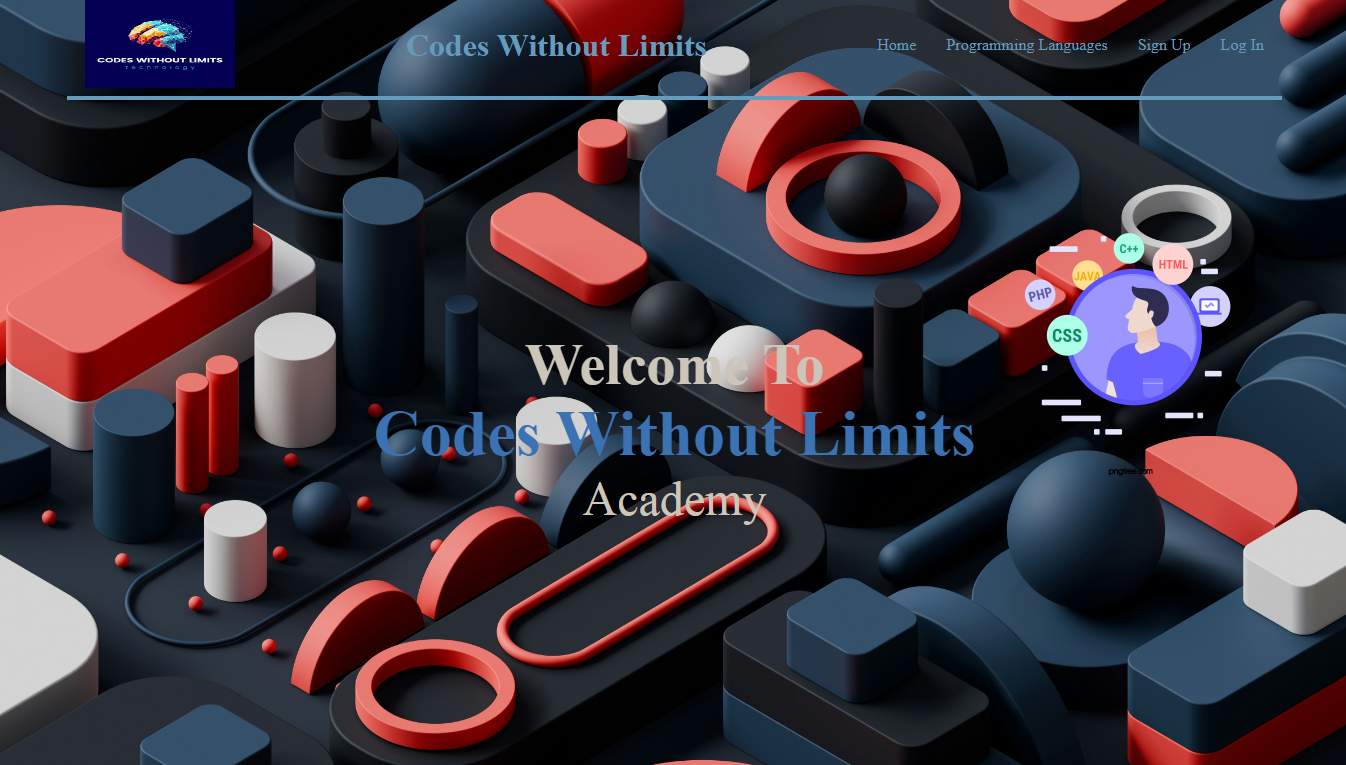 CODES WITHOUT LIMITS
technology
Codes Without Limits
Home
Programming Languages
Sign Up
Log In
C++
HTML
JAVA
PHP
CSS
Welcome To
Codes Without Limits
Academy
pngtree.com